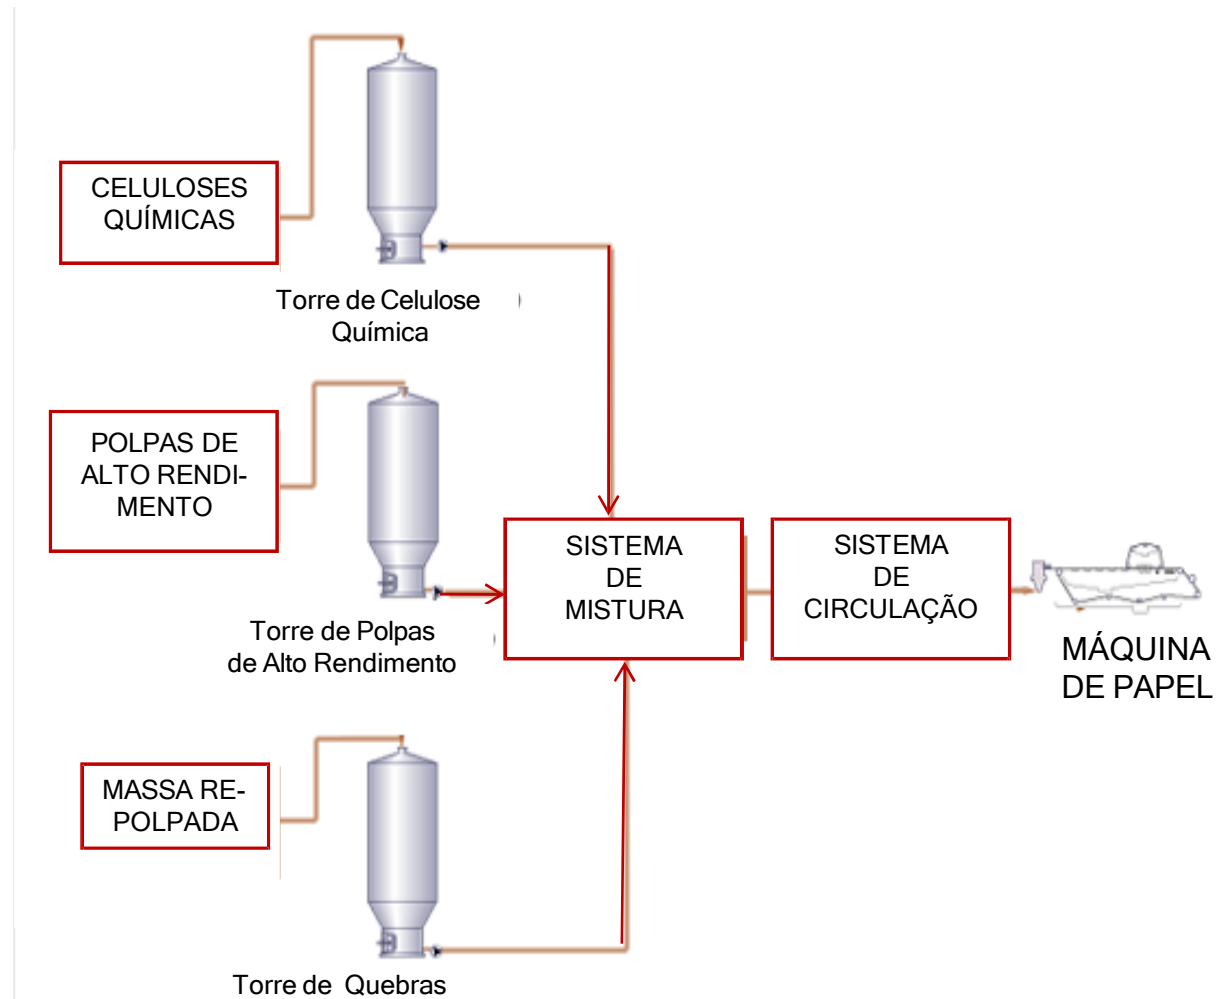 CELULOSES
QUÍMICAS
Torre de Celulose
Química
POLPAS DE
ALTO RENDI-
MENTO
Torre de Polpas
de Alto Rendimento
SISTEMA
DE
MISTURA
SISTEMA
DE
CIRCULAÇÃO
MÁQUINA
DE PAPEL
MASSA RE-
POLPADA
Torre de Quebras